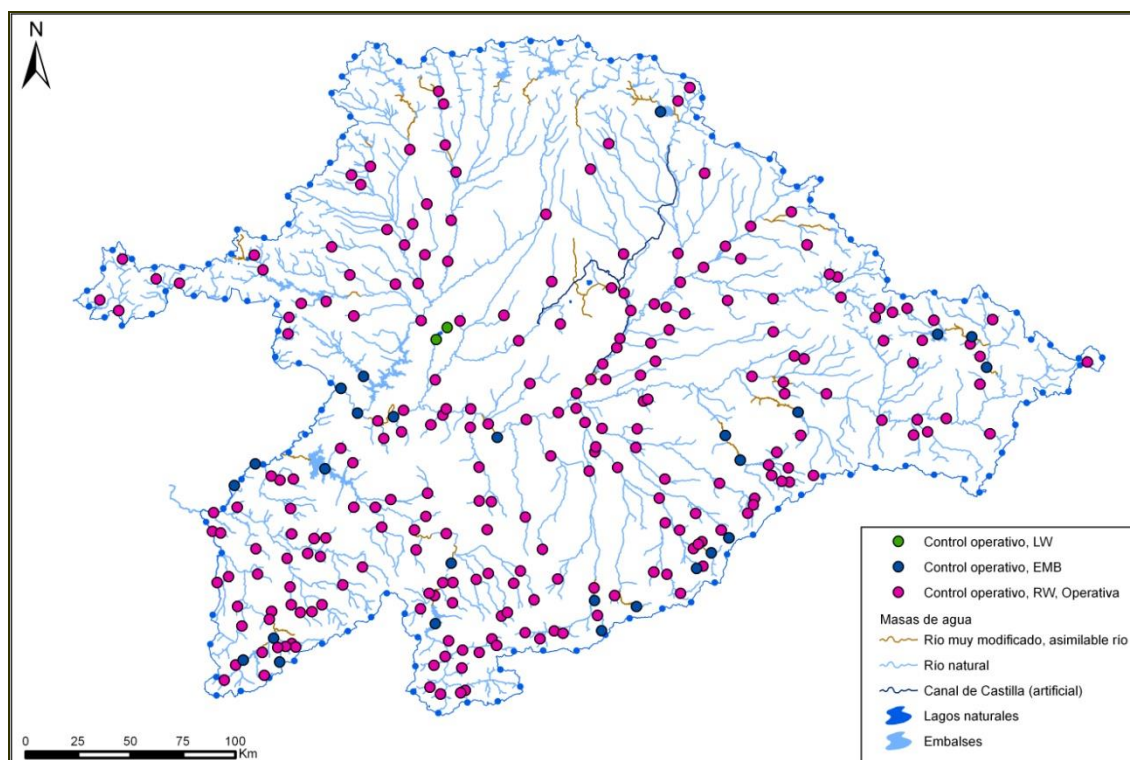 N
Control operativo, LW
Control operativo, EMB
Control operativo, RW, Operativa
Masas de agua
Río muy modificado, asimilable río
Río natural
Canal de Castilla (artificial)
Lagos naturales
Embalses
0 25 50 75 100
Km